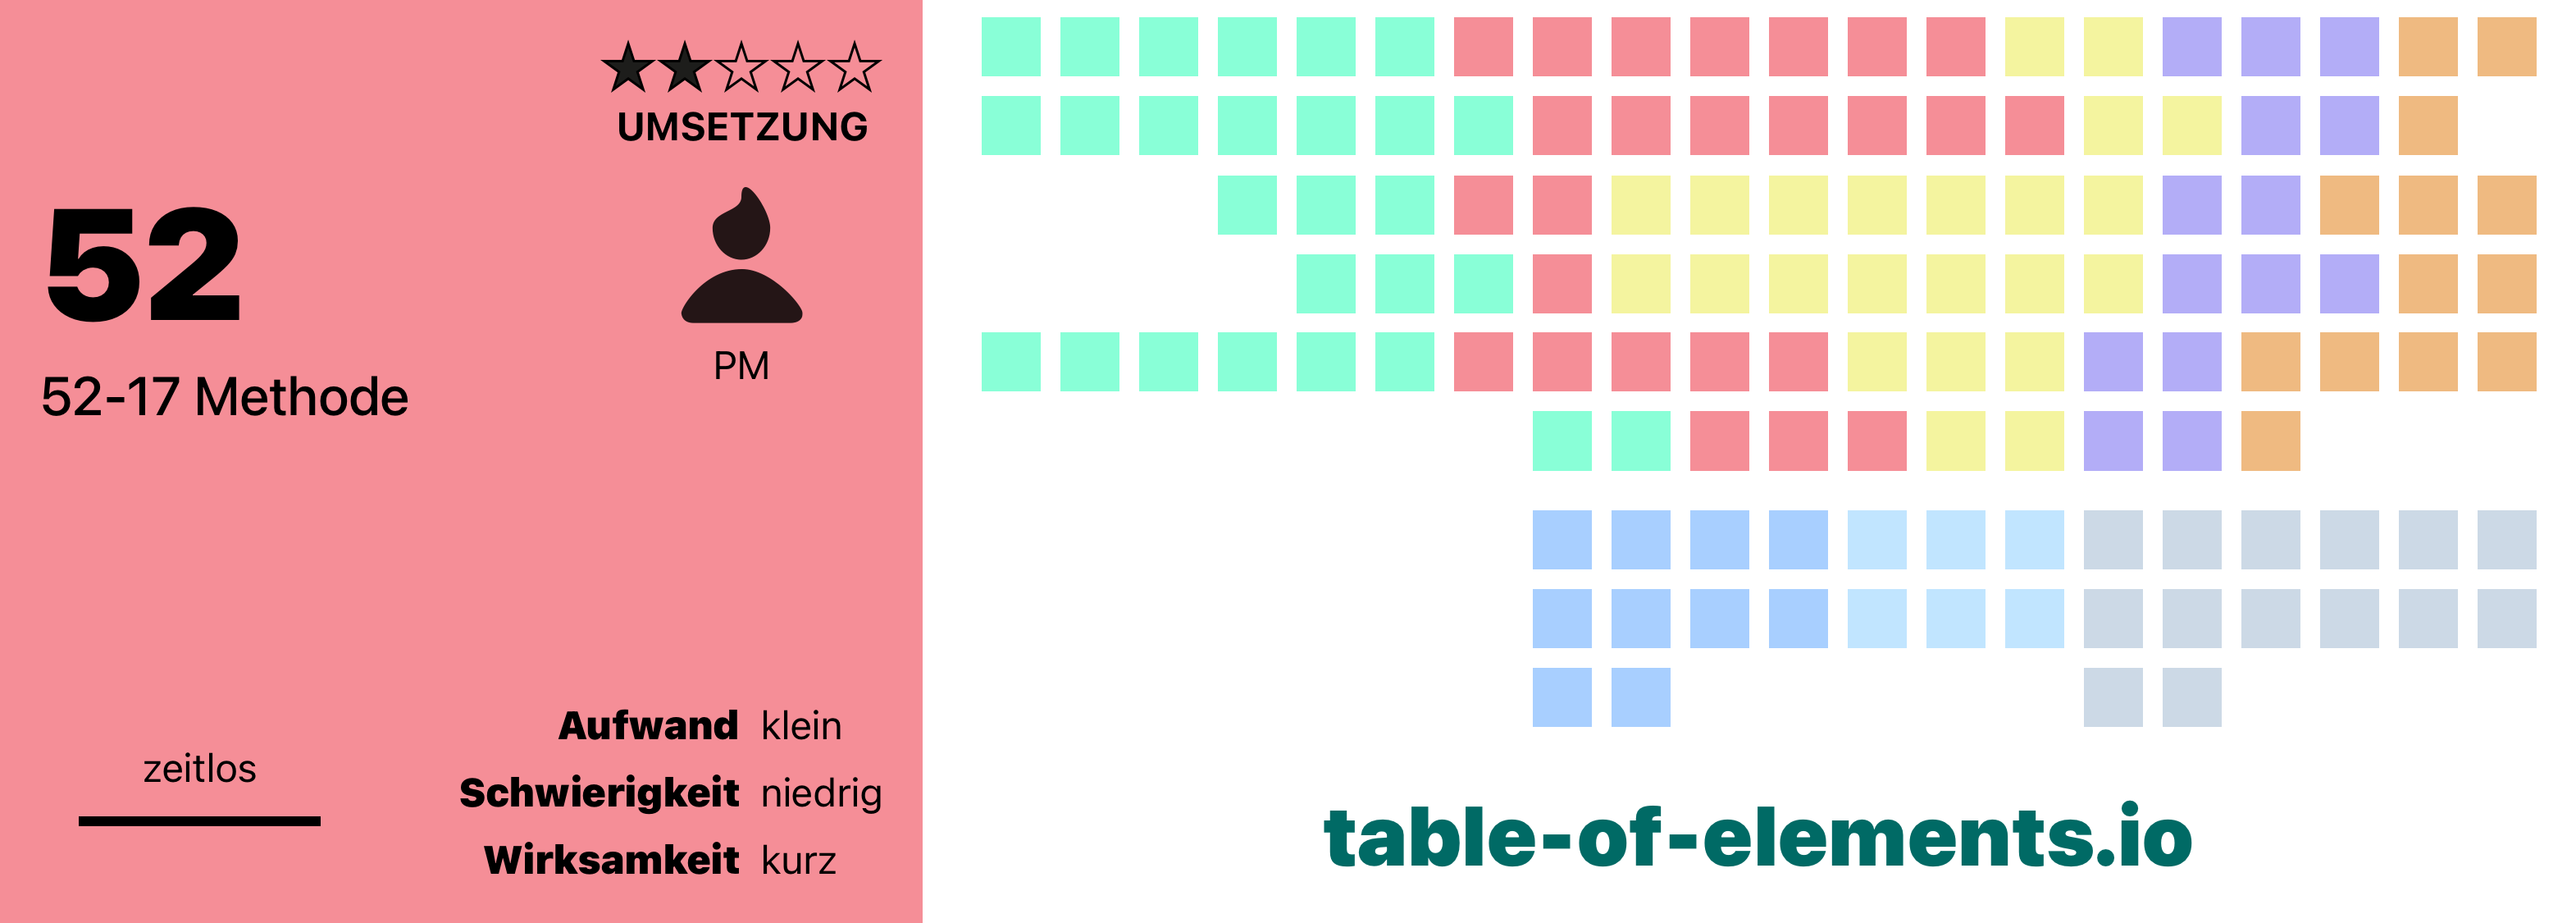 UMSETZUNG
52
PM
52-17 Methode
zeitlos
Aufwand klein
Schwierigkeit niedrig
Wirksamkeit kurz
table-of-elements.io